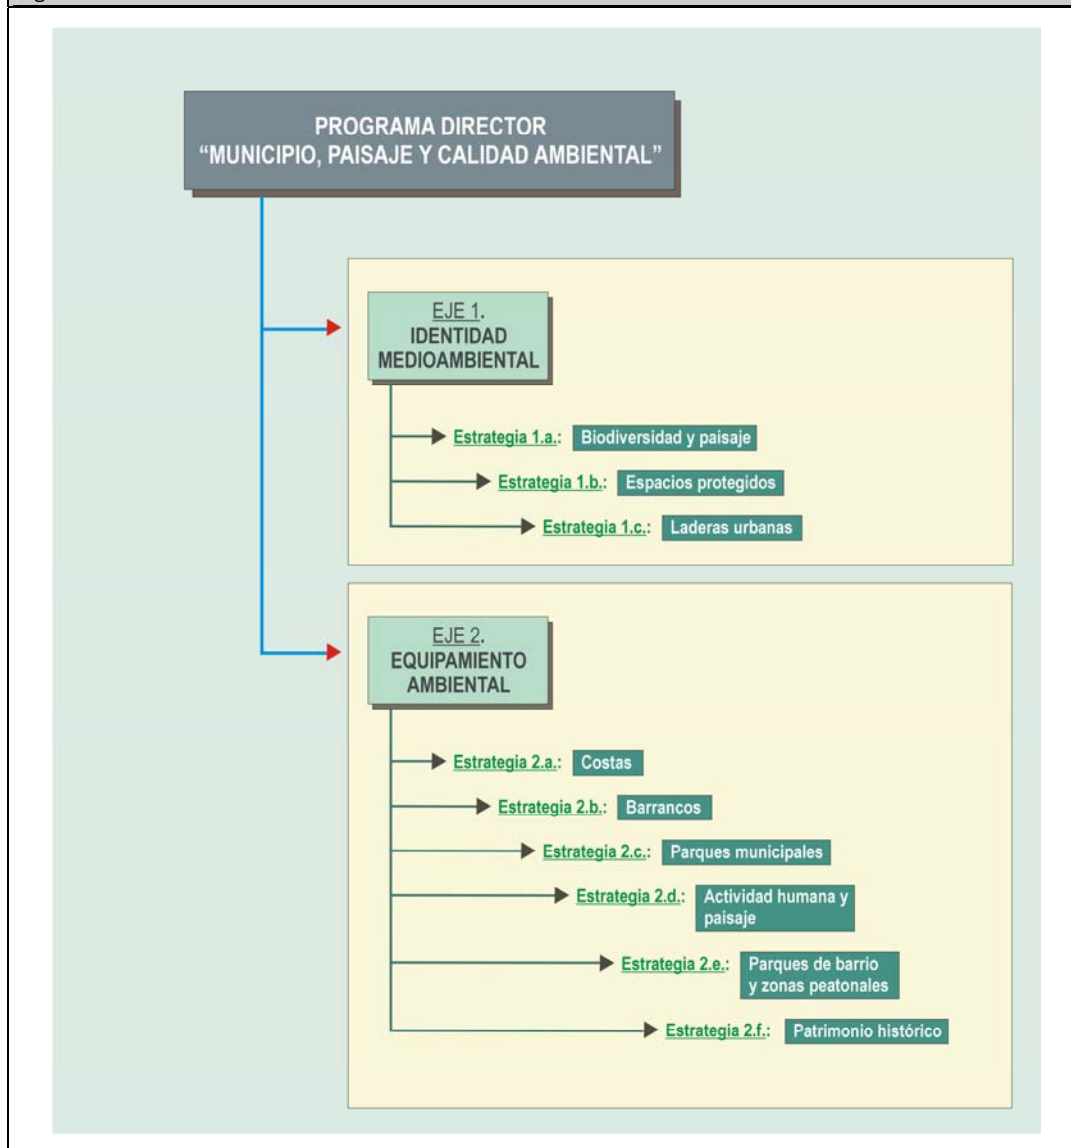 PROGRAMA DIRECTOR
“MUNICIPIO, PAISAJE Y CALIDAD AMBIENTAL”
EJE 1.
IDENTIDAD
MEDIOAMBIENTAL
Estrategia 1.a.: Biodiversidad y paisaje
Estrategia 1.b.: Espacios protegidos
Estrategia 1.c.: Laderas urbanas
EJE 2.
EQUIPAMIENTO
AMBIENTAL
Estrategia 2.a.: Costas
Estrategia 2.b.: Barrancos
Estrategia 2.c.: Parques municipales
Estrategia 2.d.: Actividad humana y
paisaje
Estrategia 2.e.: Parques de barrio
y zonas peatonales
Estrategia 2.f.: Patrimonio histórico